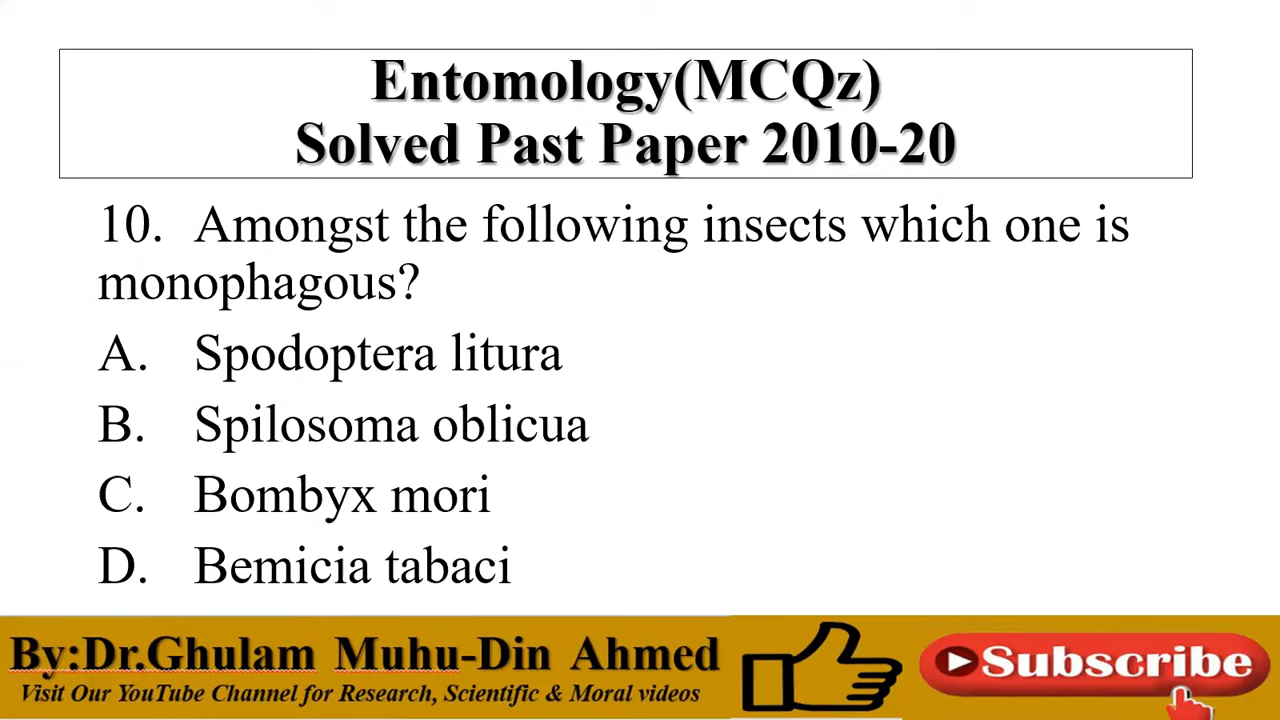 Entomology(MCQz)
Solved Past Paper 2010-20
10. Amongst the following insects which one is
monophagous?
A. Spodoptera litura
B. Spilosoma oblicua
C. Bombyx mori
D. Bemicia tabaci
By:Dr.Ghulam Muhu-Din Ahmed
Visit Our YouTube Channel for Research, Scientific & Moral videos
Subscribe